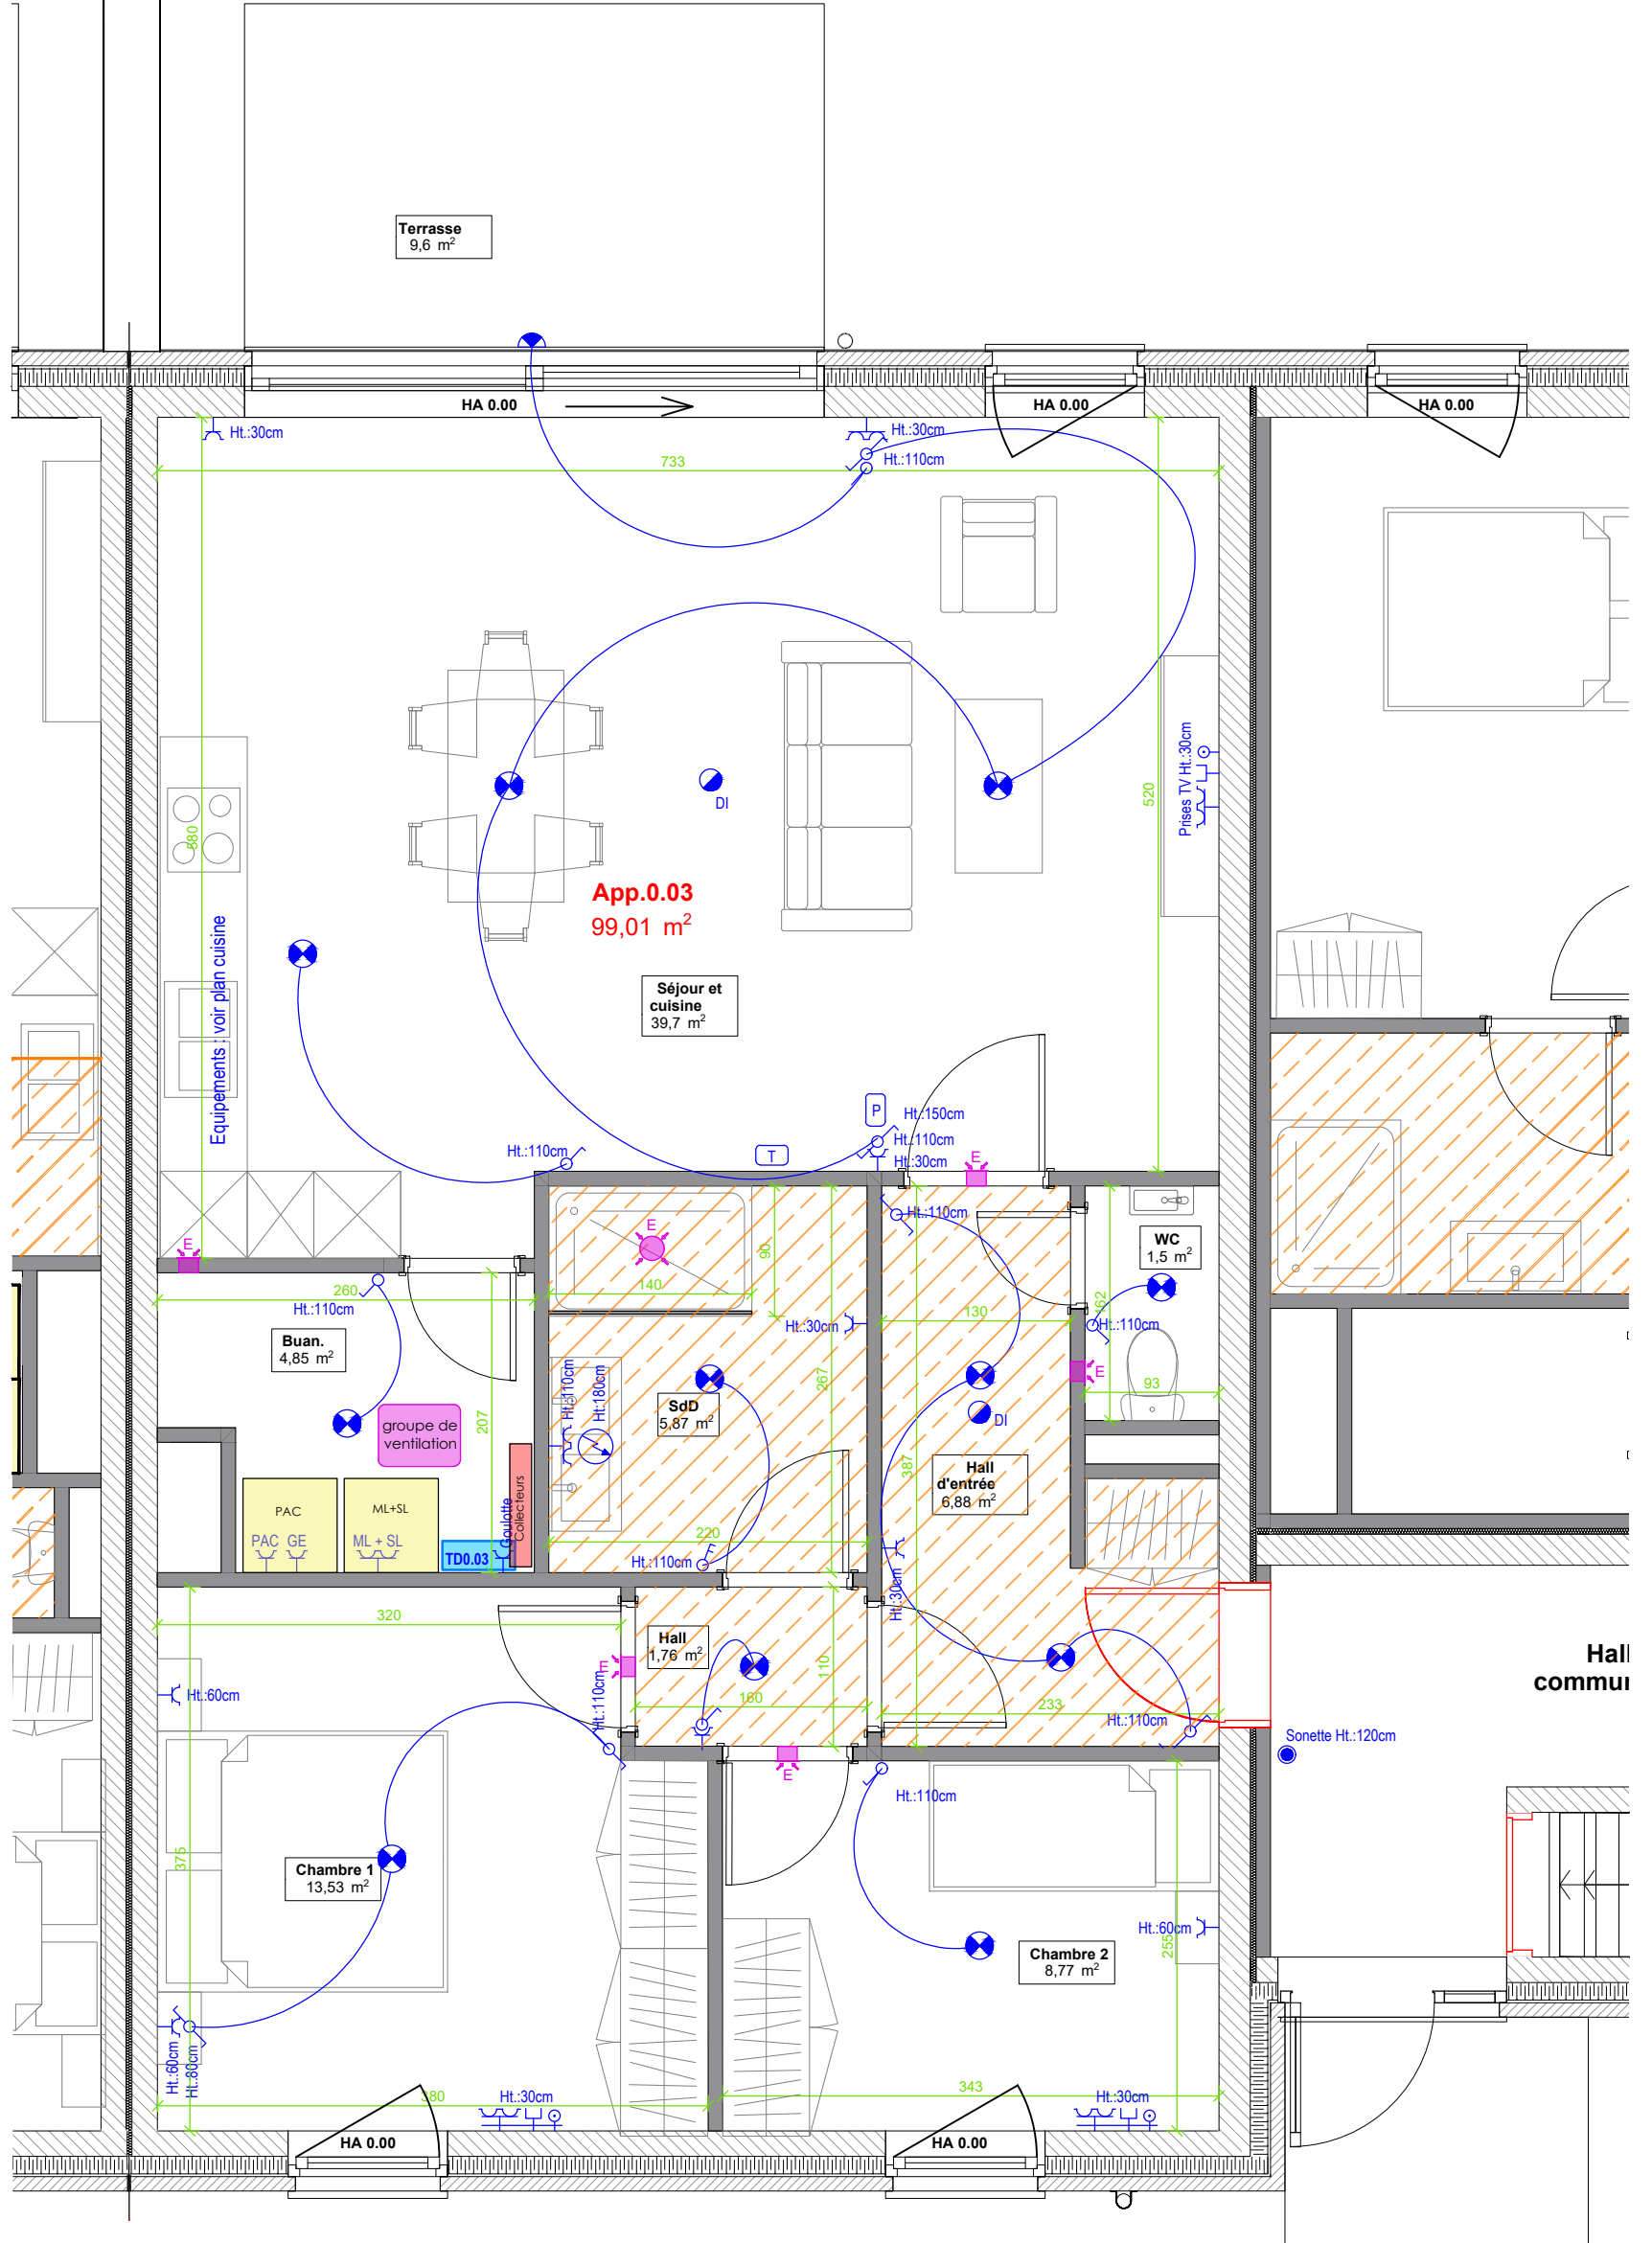 Terrasse
9,6 m²
HA 0.00
HA 0.00
HA 0.00
Ht.:30cm
Ht.:30cm
Ht.:110cm
733
580
520
Prises TV Ht.:30cm
DI
App.0.03
99,01 m²
Equipements : voir plan cuisine
Séjour et
cuisine
39,7 m²
P
Ht.:150cm
Ht.:110cm
Ht.:30cm
T
Ht.:110cm
E
E
E
Ht.:110cm
WC
1,5 m²
90
140
260
Ht.:110cm
Buan.
4,85 m²
Ht.:30cm
130
162
Ht.:110cm
E
93
Ht.:110cm
Ht:180cm
267
SdD
5,87 m²
DI
groupe de
ventilation
207
387
Hall
d'entrée
6,88 m²
PAC
ML+SL
PAC GE
ML + SL
TD0.03
Goulotte
Collecteurs
220
Ht.:110cm
Ht.:30cm
320
Hall
1,76 m²
110
160
E
Ht.:110cm
233
Ht.:110cm
Hall
commun
Sonette Ht.:120cm
Ht.:60cm
E
Ht.:110cm
375
Chambre 1
13,53 m²
Ht.:60cm
255
Chambre 2
8,77 m²
Ht.:60cm
Ht.:80cm
380
Ht.:30cm
343
Ht.:30cm
HA 0.00
HA 0.00